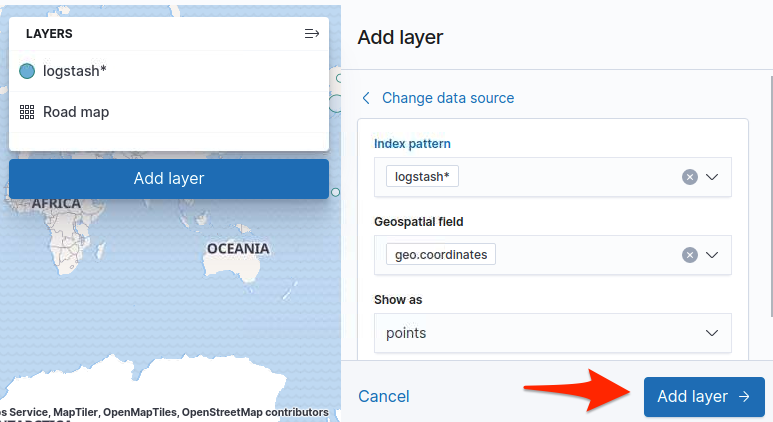 LAYERS
logstash*
Road map
Add layer
AFRICA
OCEANIA
s Service, MapTiler, OpenMapTiles, OpenStreetMap contributors
Add layer
Change data source
Index pattern
logstash*
Geospatial field
geo.coordinates
Show as
points
Cancel
Add layer